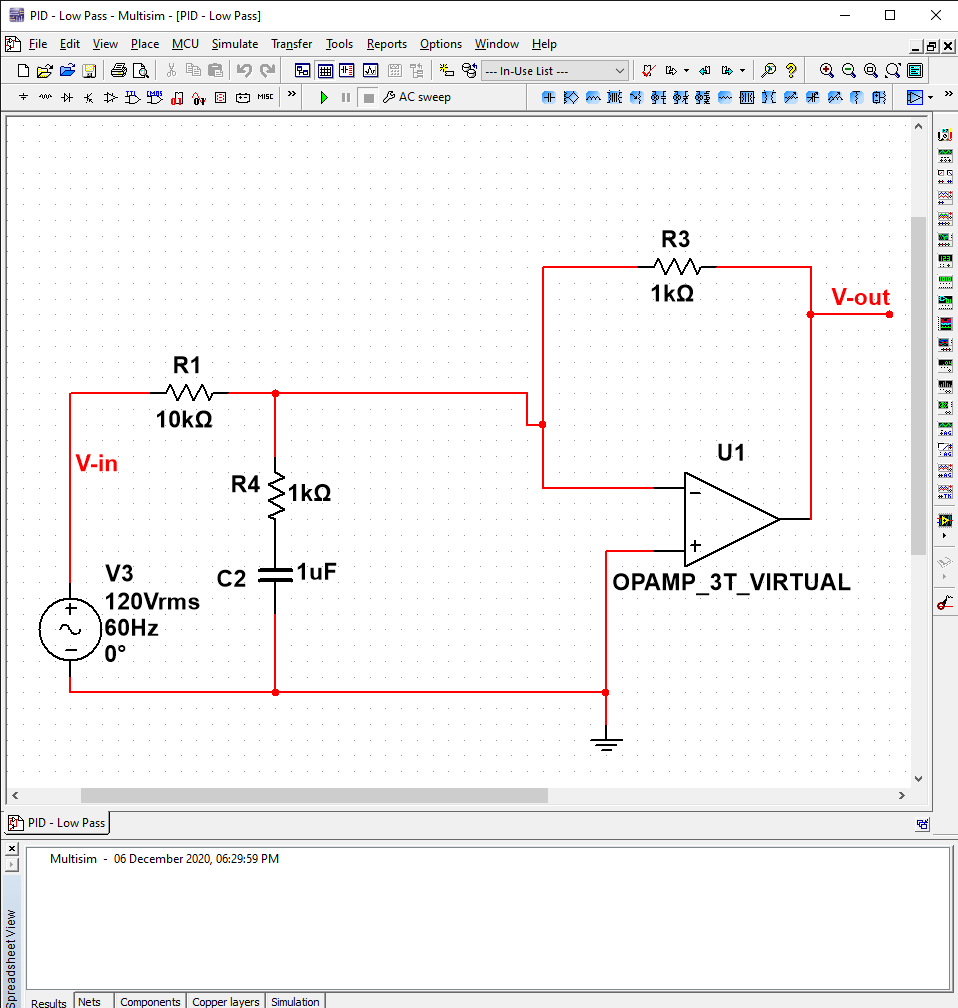 PID - Low Pass - Multisim - [PID - Low Pass]
File Edit View Place MCU Simulate Transfer Tools Reports Options Window Help
--- In-Use List ---
MISC » AC sweep »
R3
1kΩ
V-out
R1
10kΩ
V-in
U1
R4 1kΩ
C2 1uF
V3
120Vrms
60Hz
0°
OPAMP_3T_VIRTUAL
PID - Low Pass
Multisim - 06 December 2020, 06:29:59 PM
Spreadsheet View
Results Nets Components Copper layers Simulation